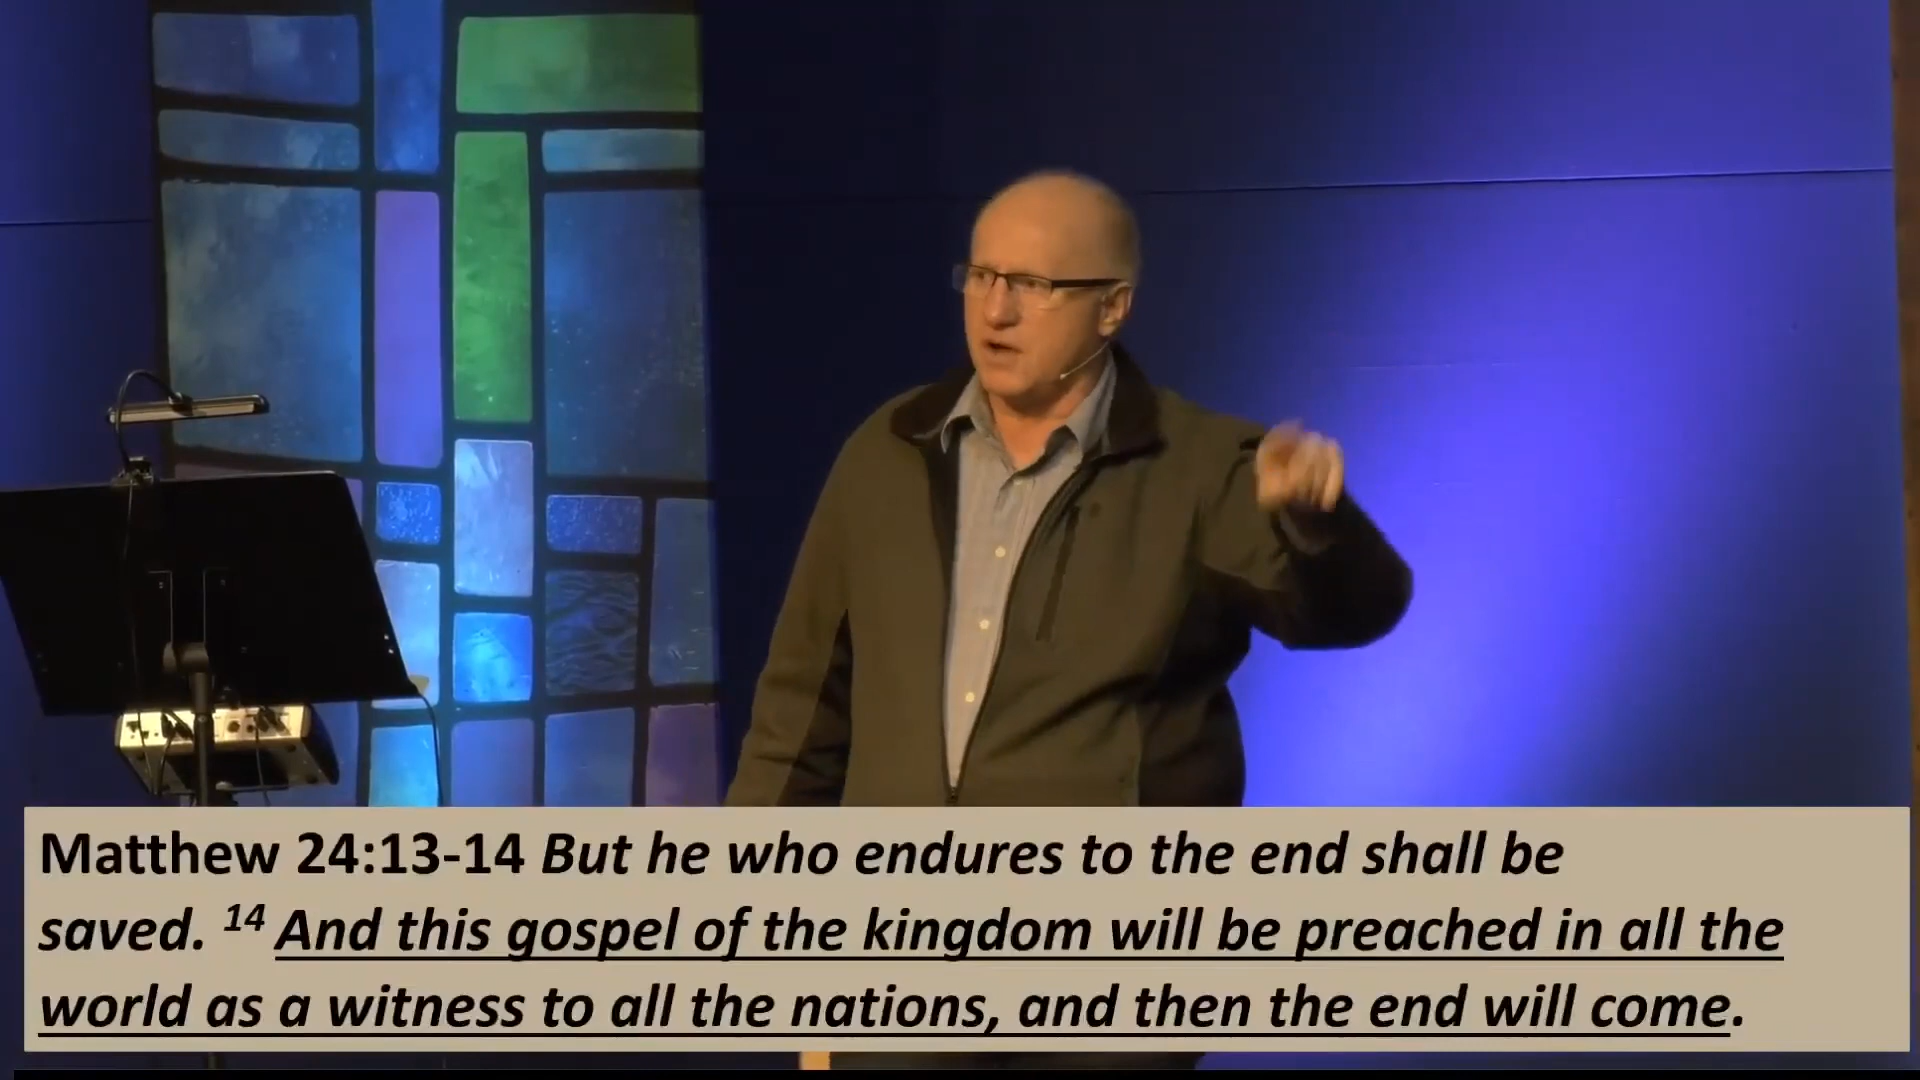 Matthew 24:13-14 But he who endures to the end shall be
saved. 14 And this gospel of the kingdom will be preached in all the
world as a witness to all the nations, and then the end will come.